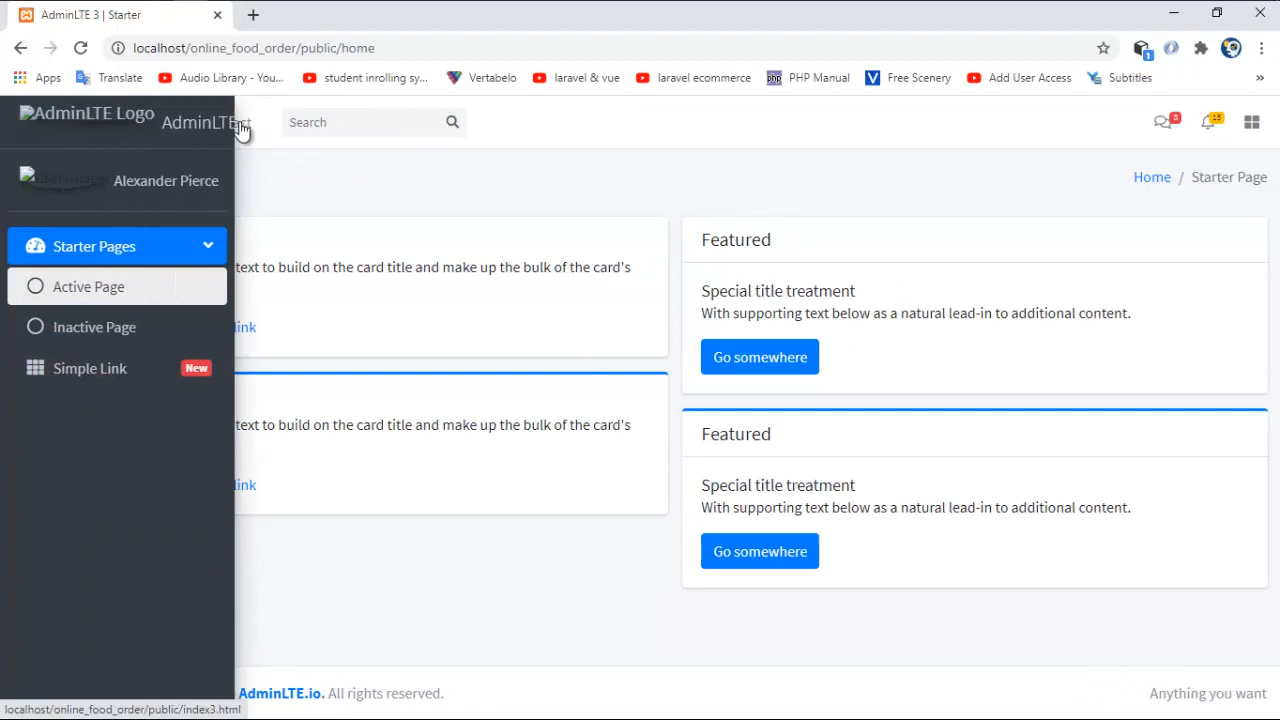 AdminLTE 3 | Starter
localhost/online_food_order/public/home
1
Apps Translate Audio Library - You... student inrolling sy... Vertabelo laravel & vue laravel ecommerce php PHP Manual Free Scenery Add User Access Subtitles »
AdminLTE Logo AdminLTE
Search
3
15
Alexander Pierce
Home / Starter Page
Starter Pages
Active Page
Inactive Page
Simple Link New
text to build on the card title and make up the bulk of the card's
link
text to build on the card title and make up the bulk of the card's
link
Featured
Special title treatment
With supporting text below as a natural lead-in to additional content.
Go somewhere
Featured
Special title treatment
With supporting text below as a natural lead-in to additional content.
Go somewhere
AdminLTE.io. All rights reserved.
Anything you want
localhost/online_food_order/public/index3.html